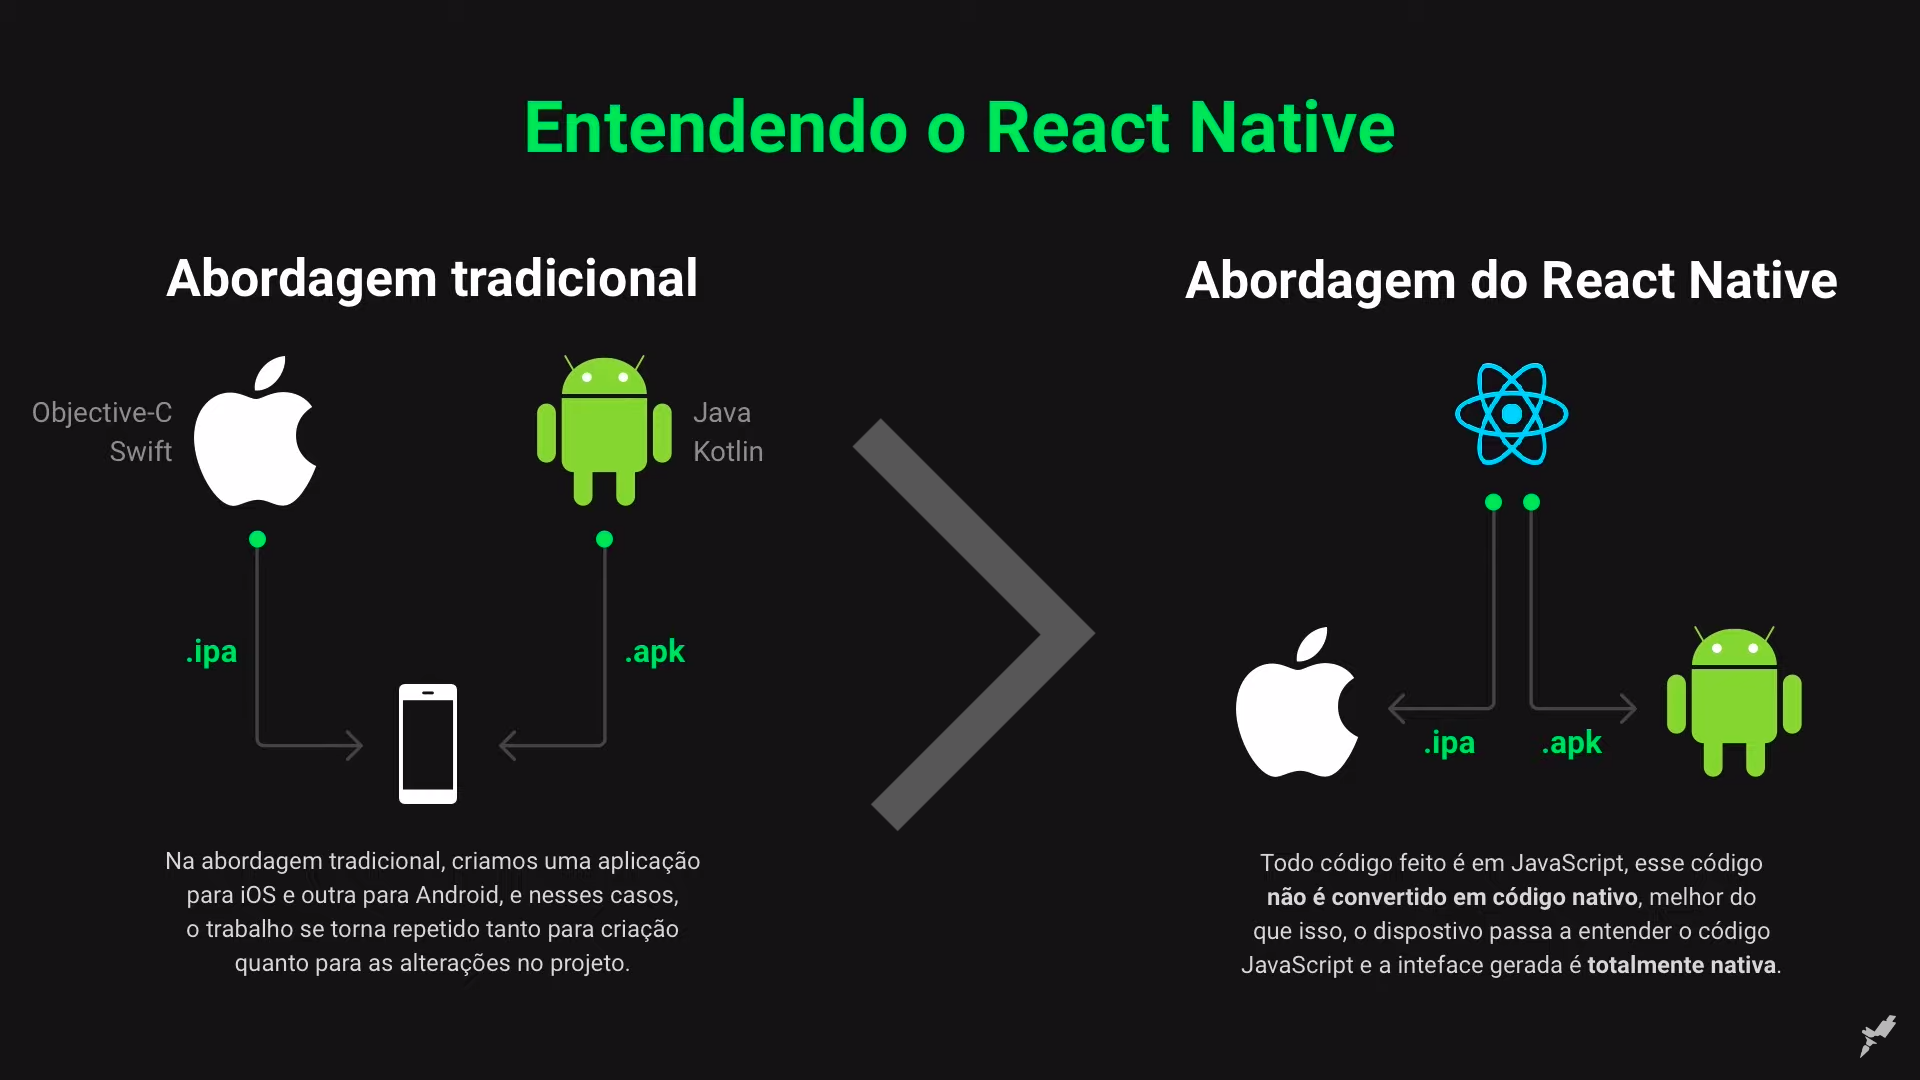 Entendendo o React Native
Abordagem tradicional
Objective-C
Swift
Java
Kotlin
.ipa
.apk
Na abordagem tradicional, criamos uma aplicação
para iOS e outra para Android, e nesses casos,
o trabalho se torna repetido tanto para criação
quanto para as alterações no projeto.
Abordagem do React Native
.ipa
.apk
Todo código feito é em JavaScript, esse código
não é convertido em código nativo, melhor do
que isso, o dispostivo passa a entender o código
JavaScript e a inteface gerada é totalmente nativa.